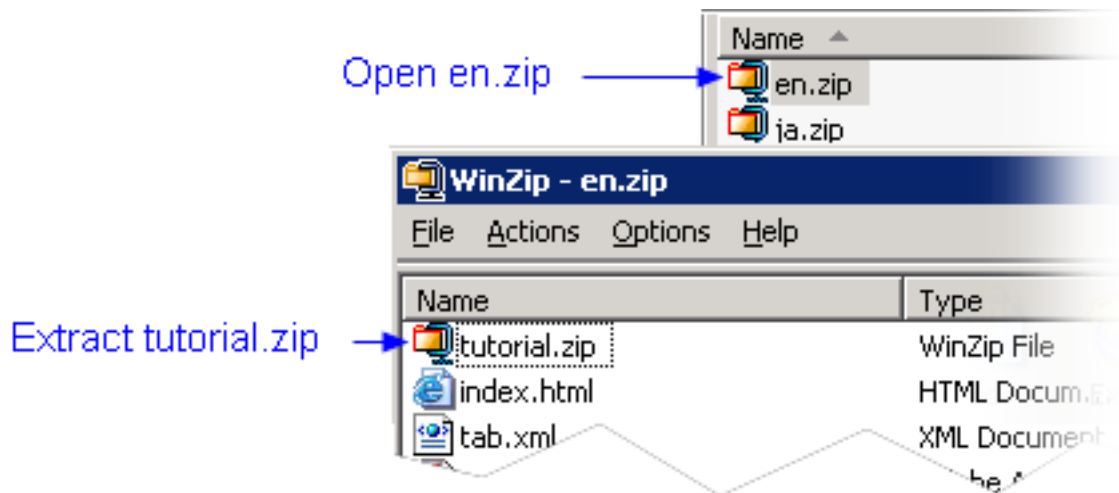 Name
Open en.zip
en.zip
ja.zip
WinZip - en.zip
File Actions Options Help
Name Type
Extract tutorial.zip
tutorial.zip WinZip File
index.html HTML Docum
tab.xml XML Document